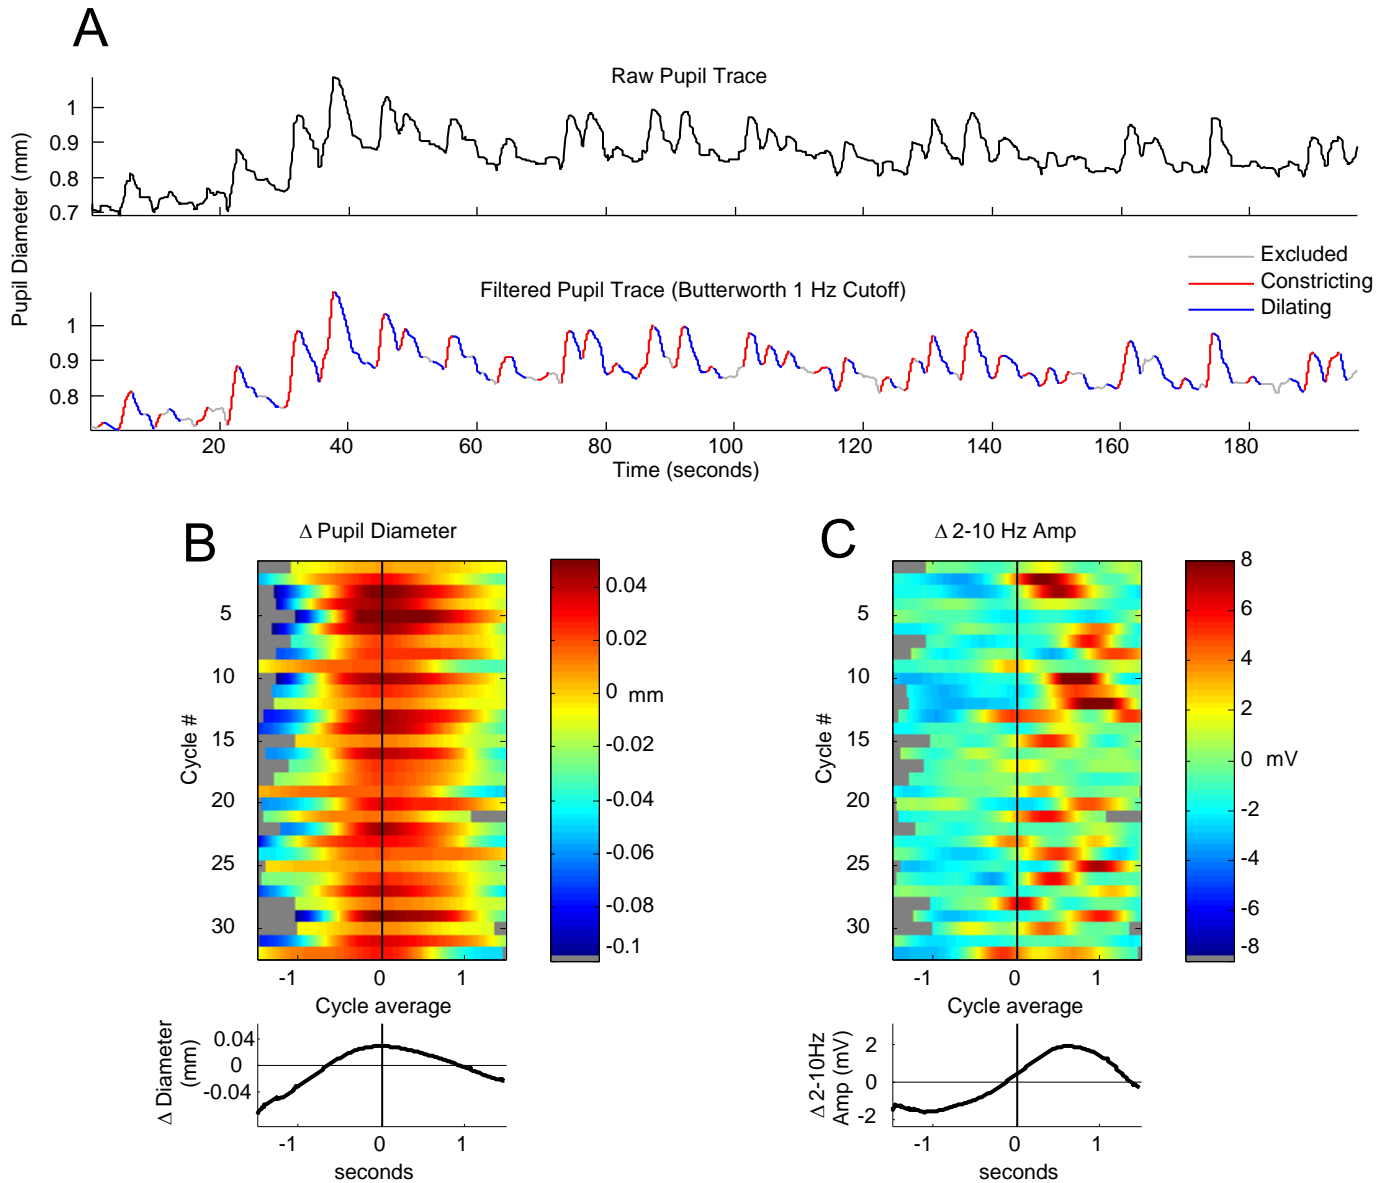 A
Raw Pupil Trace
Pupil Diameter (mm)
1
0.9
0.8
0.7
Excluded
Constricting
Dilating
Filtered Pupil Trace (Butterworth 1 Hz Cutoff)
1
0.9
0.8
20 40 60 80 100 120 140 160 180
Time (seconds)
B
Δ Pupil Diameter
Cycle #
5
10
15
20
25
30
-1 0 1
0.04
0.02
0 mm
-0.02
-0.04
-0.06
-0.08
-0.1
Cycle average
Δ Diameter
(mm)
0.04
0
-0.04
-1 0 1
seconds
C
Δ 2-10 Hz Amp
Cycle #
5
10
15
20
25
30
-1 0 1
8
6
4
2
0 mV
-2
-4
-6
-8
Cycle average
Δ 2-10Hz
Amp (mV)
2
0
-2
-1 0 1
seconds